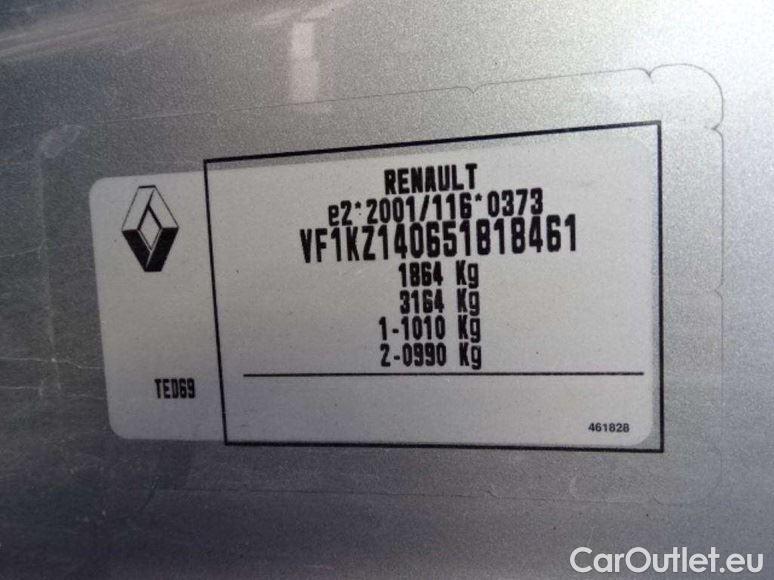 RENAULT
e2*2001/116*0373
VF1KZ140651818461
1864 Kg
3164 Kg
1-1010 Kg
2-0990 Kg
TED69
461828
CarOutlet.eu